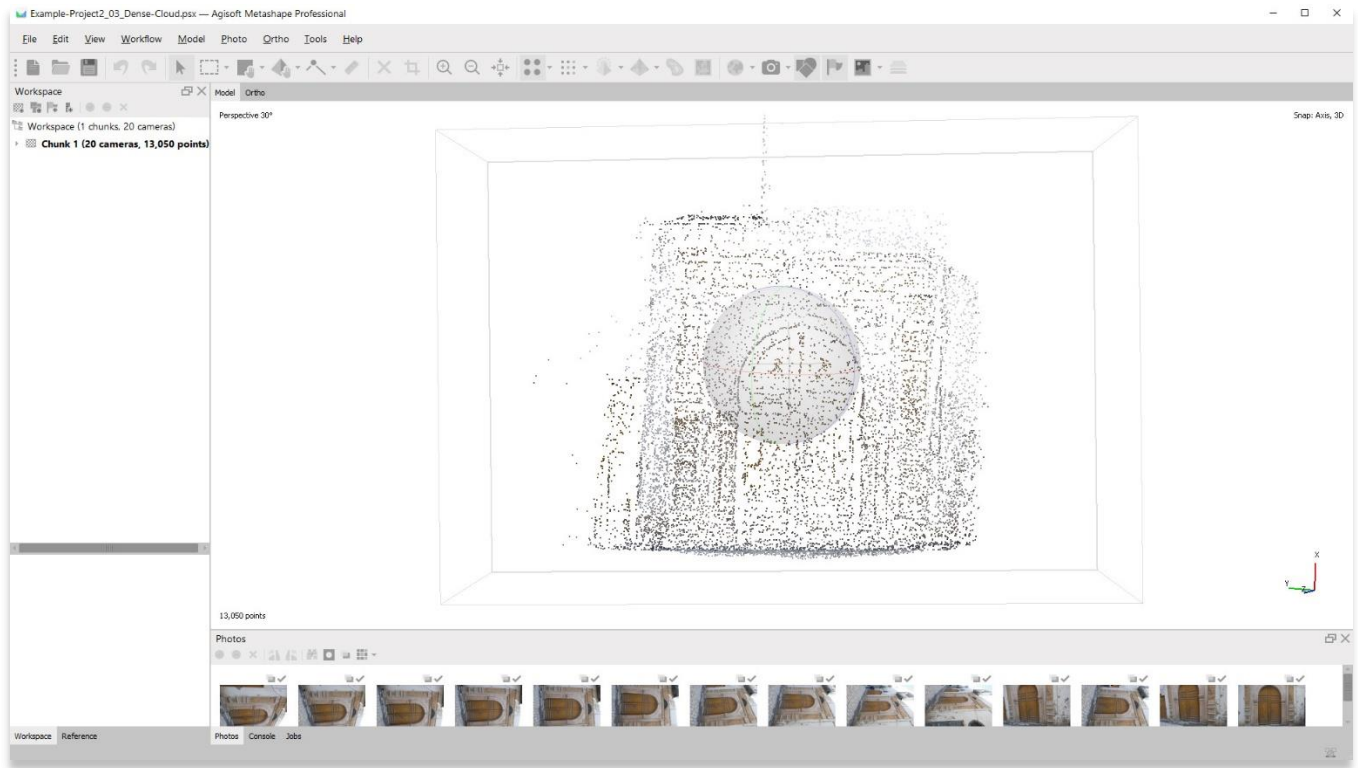 Example-Project2_03_Dense-Cloud.psx — Agisoft Metashape Professional
File Edit View Workflow Model Photo Ortho Tools Help
Workspace
Model Ortho
Perspective 30°
Snap: Axis, 3D
Workspace (1 chunks, 20 cameras)
Chunk 1 (20 cameras, 13,050 points)
X
Y
Z
13,050 points
Photos
Workspace Reference
Photos Console Jobs